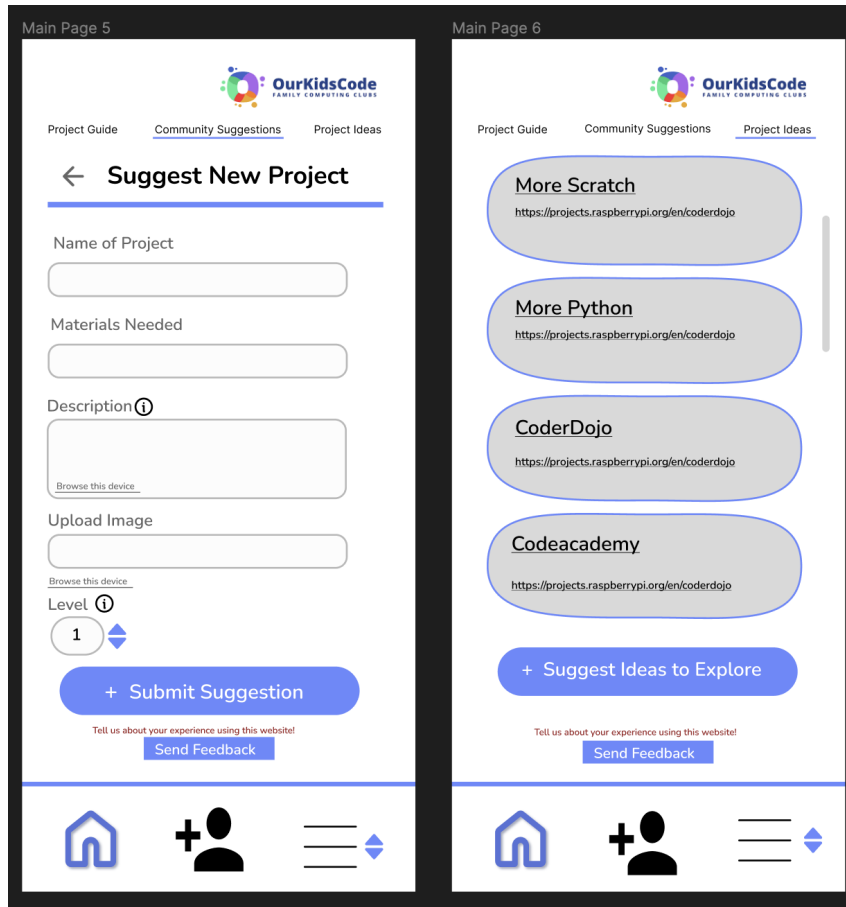 Main Page 5
OurKidsCode
FAMILY COMPUTING CLUBS
Project Guide Community Suggestions Project Ideas
Suggest New Project
Name of Project
Materials Needed
Description
Browse this device
Upload Image
Browse this device
Level
1
+ Submit Suggestion
Tell us about your experience using this website!
Send Feedback
Main Page 6
OurKidsCode
FAMILY COMPUTING CLUBS
Project Guide Community Suggestions Project Ideas
More Scratch
https://projects.raspberrypi.org/en/coderdojo
More Python
https://projects.raspberrypi.org/en/coderdojo
CoderDojo
https://projects.raspberrypi.org/en/coderdojo
Codeacademy
https://projects.raspberrypi.org/en/coderdojo
+ Suggest Ideas to Explore
Tell us about your experience using this website!
Send Feedback